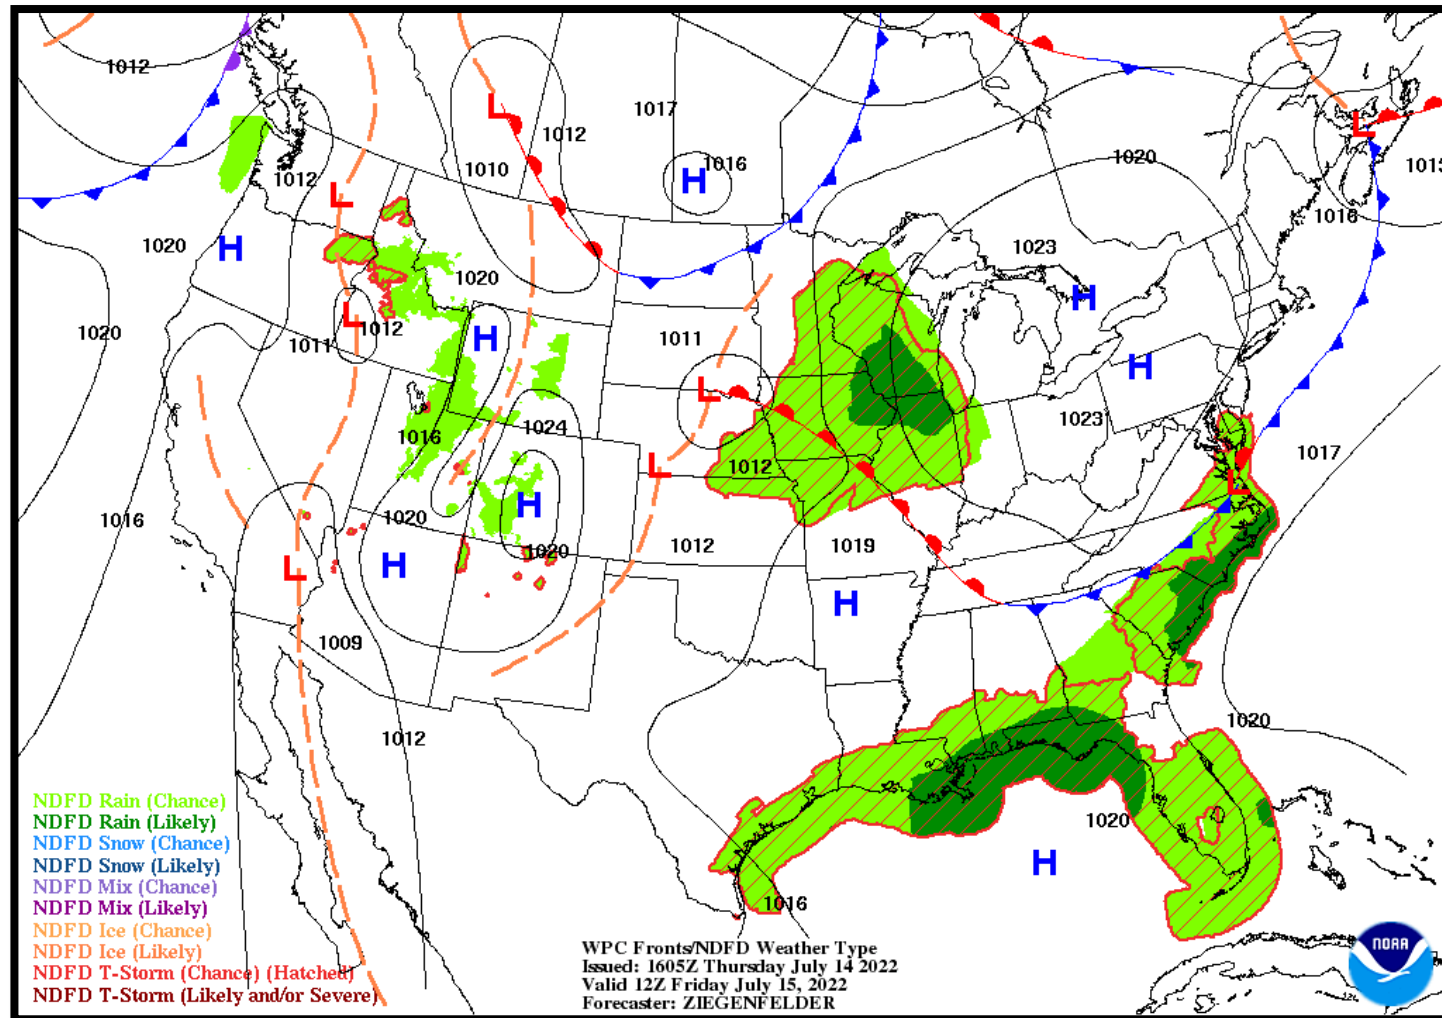 1012
1017
1012
1016
1010
1020
1015
1012
1016
1020
1023
1020
1020
1012
1011
1011
1024
1023
1016
1017
1012
1016
1020
1020
1012
1019
1009
1020
1012
1020
1016
L
L
L
L
L
L
L
L
H
H
H
H
H
H
H
H
H
H
NDFD Rain (Chance)
NDFD Rain (Likely)
NDFD Snow (Chance)
NDFD Snow (Likely)
NDFD Mix (Chance)
NDFD Mix (Likely)
NDFD Ice (Chance)
NDFD Ice (Likely)
NDFD T-Storm (Chance) (Hatched)
NDFD T-Storm (Likely and/or Severe)
WPC Fronts/NDFD Weather Type
Issued: 1605Z Thursday July 14 2022
Valid 12Z Friday July 15, 2022
Forecaster: ZIEGENFELDER
NOAA